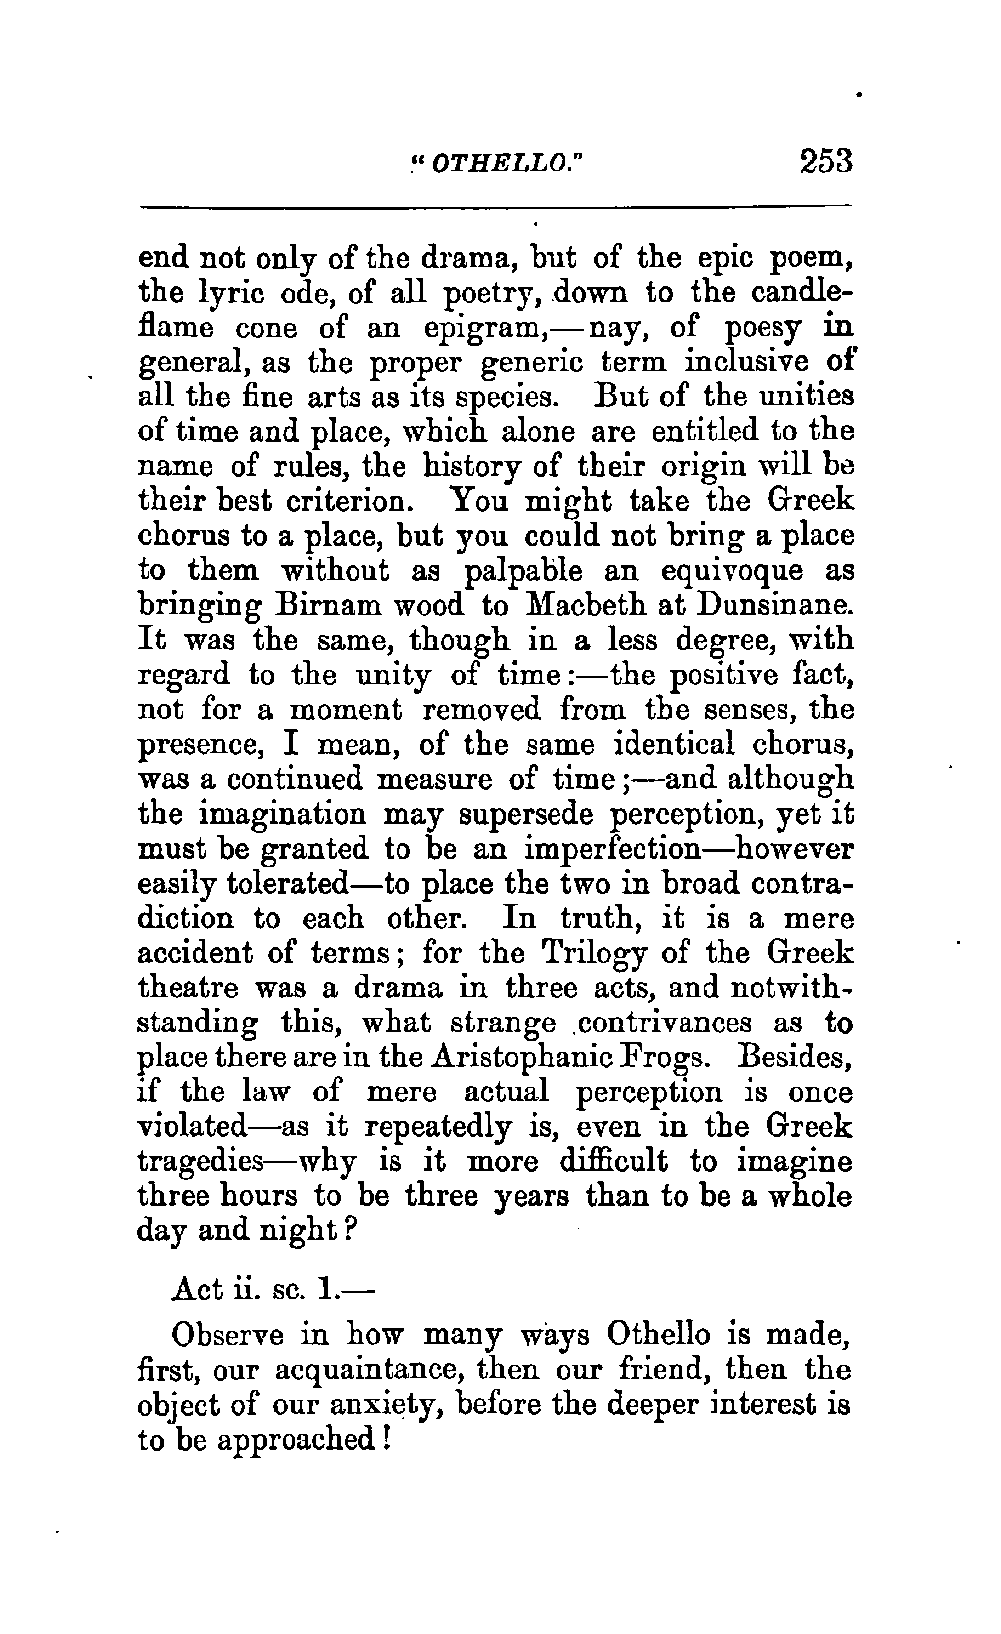 " OTHELLO." 253
end not only of the drama, but of the epic poem,
the lyric ode, of all poetry, down to the candle-
flame cone of an epigram,—nay, of poesy in
general, as the proper generic term inclusive of
all the fine arts as its species. But of the unities
of time and place, which alone are entitled to the
name of rules, the history of their origin will be
their best criterion. You might take the Greek
chorus to a place, but you could not bring a place
to them without as palpable an equivoque as
bringing Birnam wood to Macbeth at Dunsinane.
It was the same, though in a less degree, with
regard to the unity of time:—the positive fact,
not for a moment removed from the senses, the
presence, I mean, of the same identical chorus,
was a continued measure of time;—and although
the imagination may supersede perception, yet it
must be granted to be an imperfection—however
easily tolerated—to place the two in broad contra-
diction to each other. In truth, it is a mere
accident of terms; for the Trilogy of the Greek
theatre was a drama in three acts, and notwith-
standing this, what strange contrivances as to
place there are in the Aristophanic Frogs. Besides,
if the law of mere actual perception is once
violated—as it repeatedly is, even in the Greek
tragedies—why is it more difficult to imagine
three hours to be three years than to be a whole
day and night?
Act ii. sc. 1.—
Observe in how many ways Othello is made,
first, our acquaintance, then our friend, then the
object of our anxiety, before the deeper interest is
to be approached!